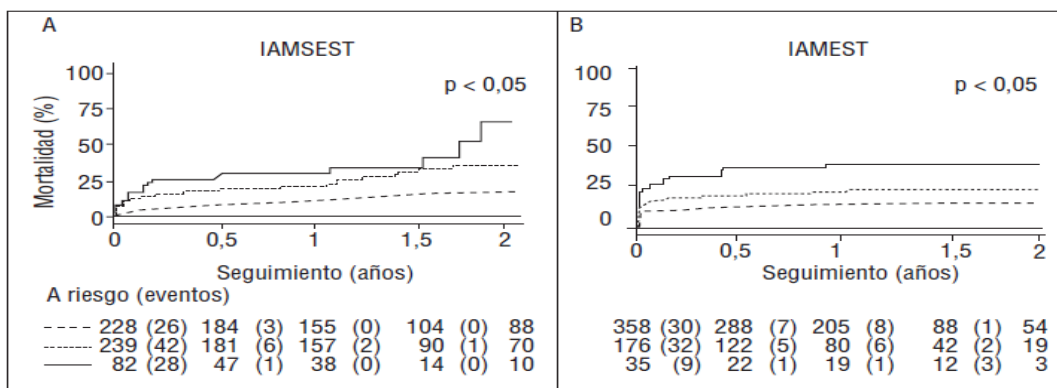 A
IAMSEST
p < 0,05
Mortalidad (%)
100
75
50
25
0
0 0,5 1 1,5 2
Seguimiento (años)
A riesgo (eventos)
228 (26) 184 (3) 155 (0) 104 (0) 88
239 (42) 181 (6) 157 (2) 90 (1) 70
82 (28) 47 (1) 38 (0) 14 (0) 10
B
IAMEST
p < 0,05
100
75
50
25
0
0 0,5 1 1,5 2
Seguimiento (años)
358 (30) 288 (7) 205 (8) 88 (1) 54
176 (32) 122 (5) 80 (6) 42 (2) 19
35 (9) 22 (1) 19 (1) 12 (3) 3